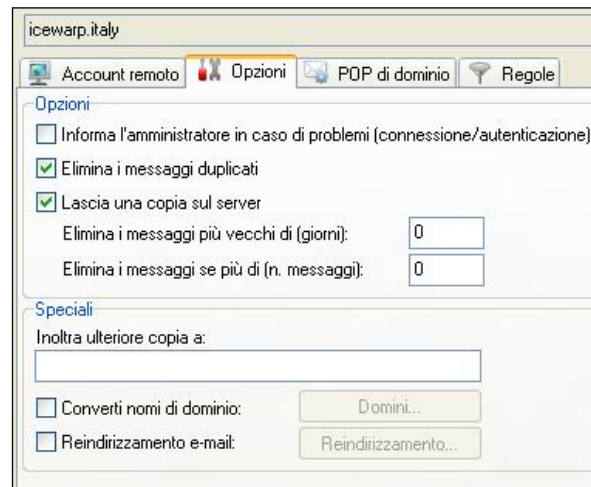 icewarp.italy
Account remoto Opzioni POP di dominio Regole
Opzioni
Informa l'amministratore in caso di problemi (connessione/autenticazione)
Elimina i messaggi duplicati
Lascia una copia sul server
Elimina i messaggi più vecchi di (giorni): 0
Elimina i messaggi se più di (n. messaggi): 0
Speciali
Inoltra ulteriore copia a:
Converti nomi di dominio: Domini...
Reindirizzamento e-mail: Reindirizzamento...